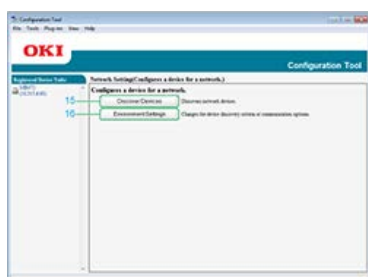 Configuration Tool
File Tools Plug-ins View Help
OKI
Configuration Tool
Registered Device Table
Network Setting(Configures a device for a network.)
Configures a device for a network.
15 Discover Devices Discovers network devices.
16 Environment Settings Changes the device discovery criteria or communication options.